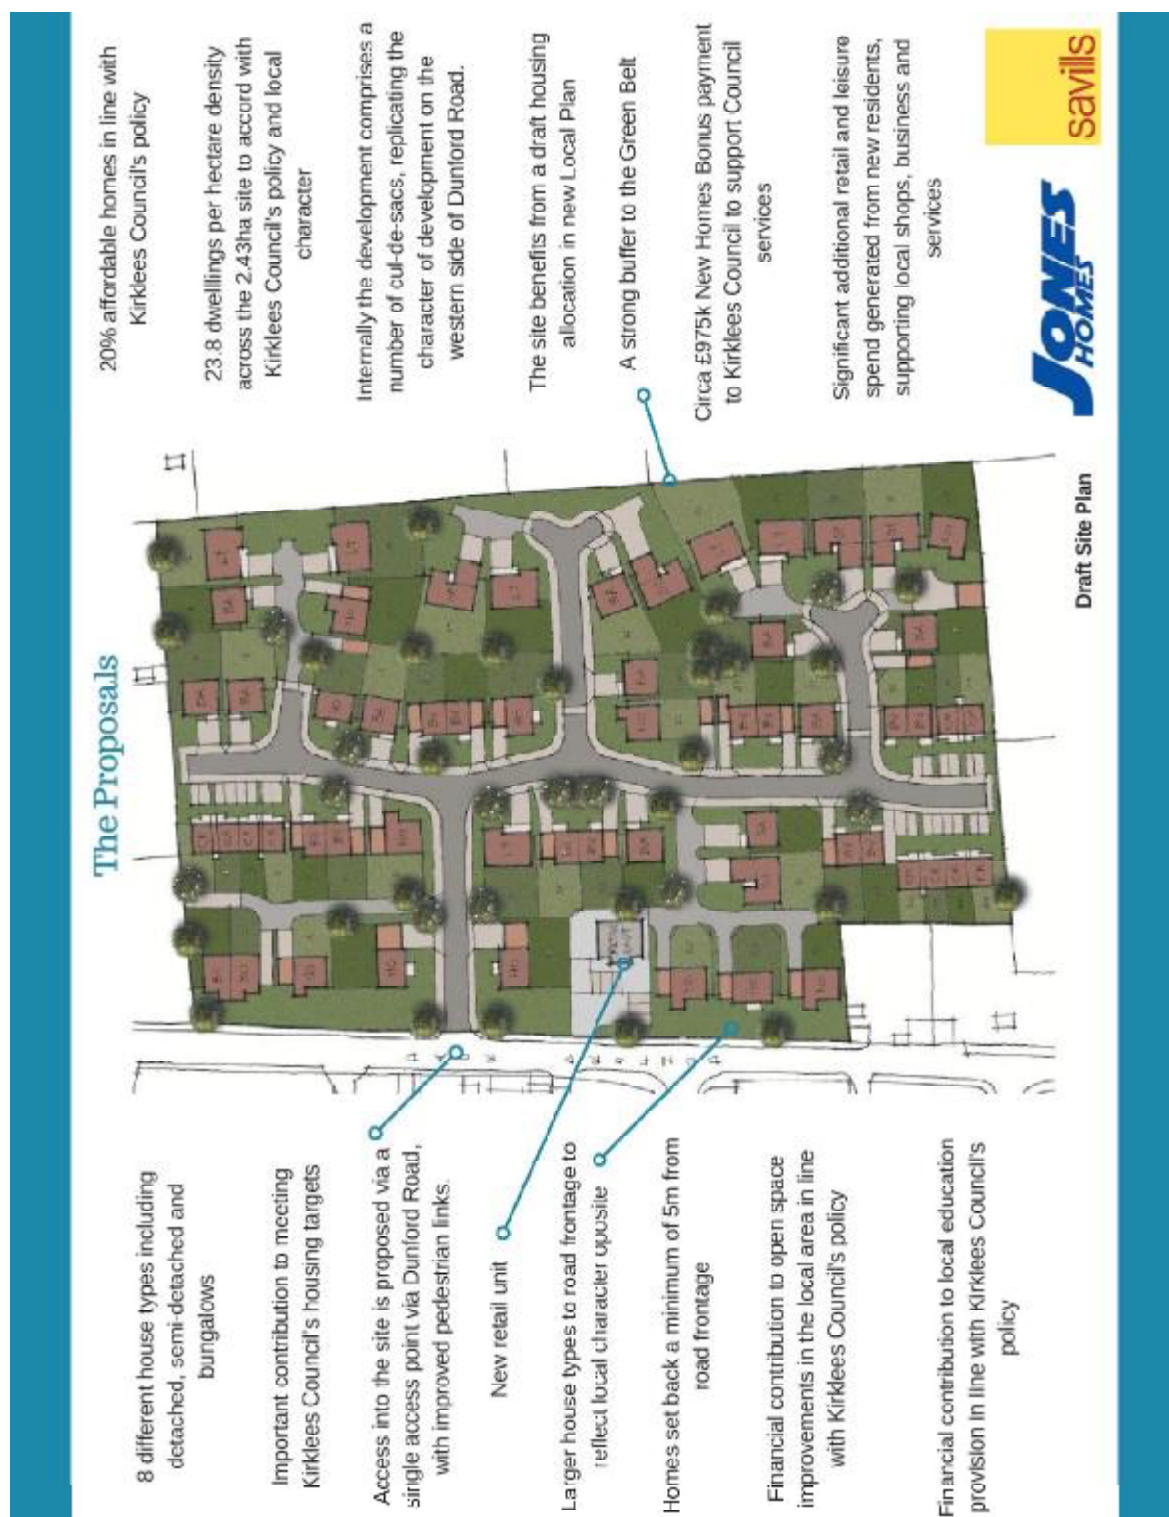 The Proposals
8 different house types including
detached, semi-detached and
bungalows
Important contribution to meeting
Kirklees Council's housing targets
Access into the site is proposed via a
single access point via Dunford Road,
with improved pedestrian links.
New retail unit
Larger house types to road frontage to
reflect local character oposite
Homes set back a minimum of 5m from
road frontage
Financial contribution to open space
improvements in the local area in line
with Kirklees Council's policy
Financial contribution to local education
provision in line with Kirklees Council's
policy
20% affordable homes in line with
Kirklees Council's policy
23.8 dwelllings per hectare density
across the 2.43ha site to accord with
Kirklees Council's policy and local
character
Internally the development comprises a
number of cul-de-sacs, replicating the
character of development on the
western side of Dunford Road.
The site benefits from a draft housing
allocation in new Local Plan
A strong buffer to the Green Belt
Circa £975k New Homes Bonus payment
to Kirklees Council to support Council
services
Significant additional retail and leisure
spend generated from new residents,
supporting local shops, business and
services
Draft Site Plan
JONES
HOMES
savills